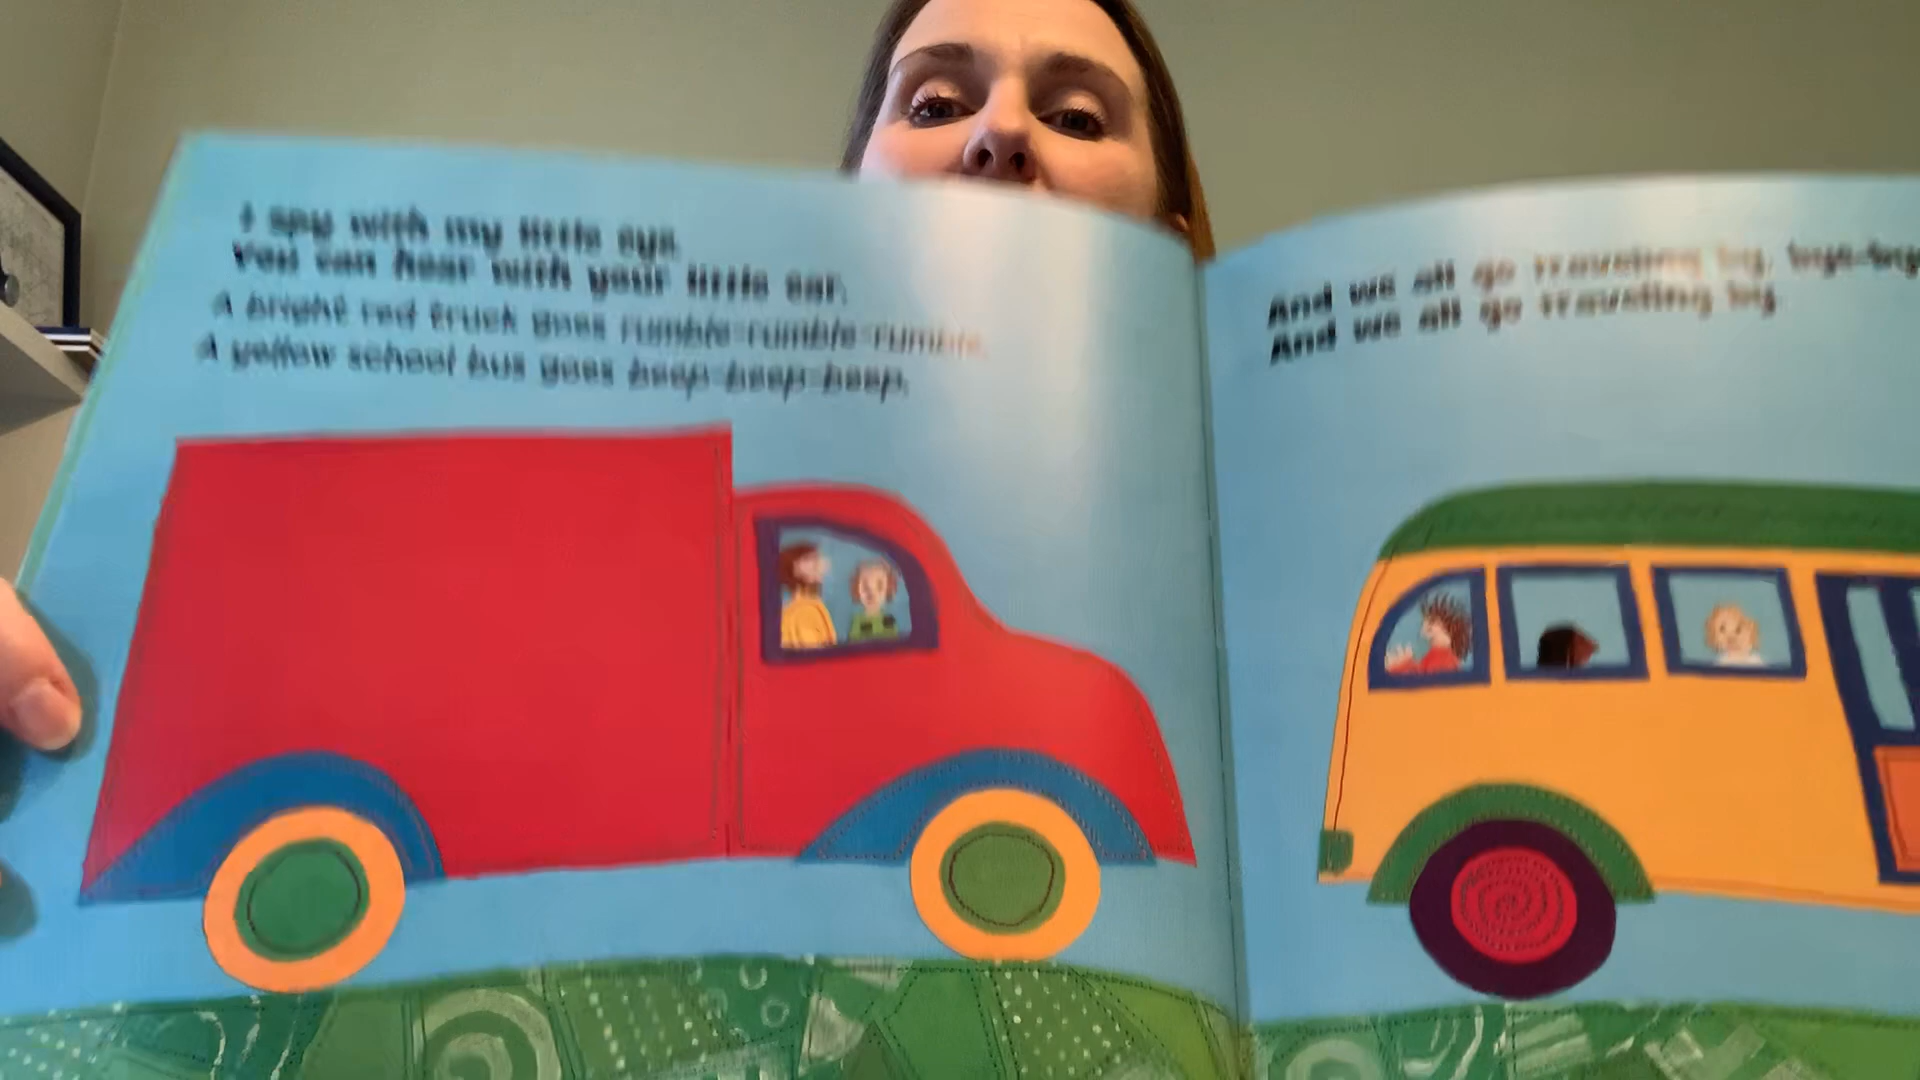 I spy with my little eye.
You can hear with your little ear.
A bright red truck goes rumble-rumble-rumble.
A yellow school bus goes beep-beep-beep.
And we all go traveling by, bye-by
And we all go traveling by.